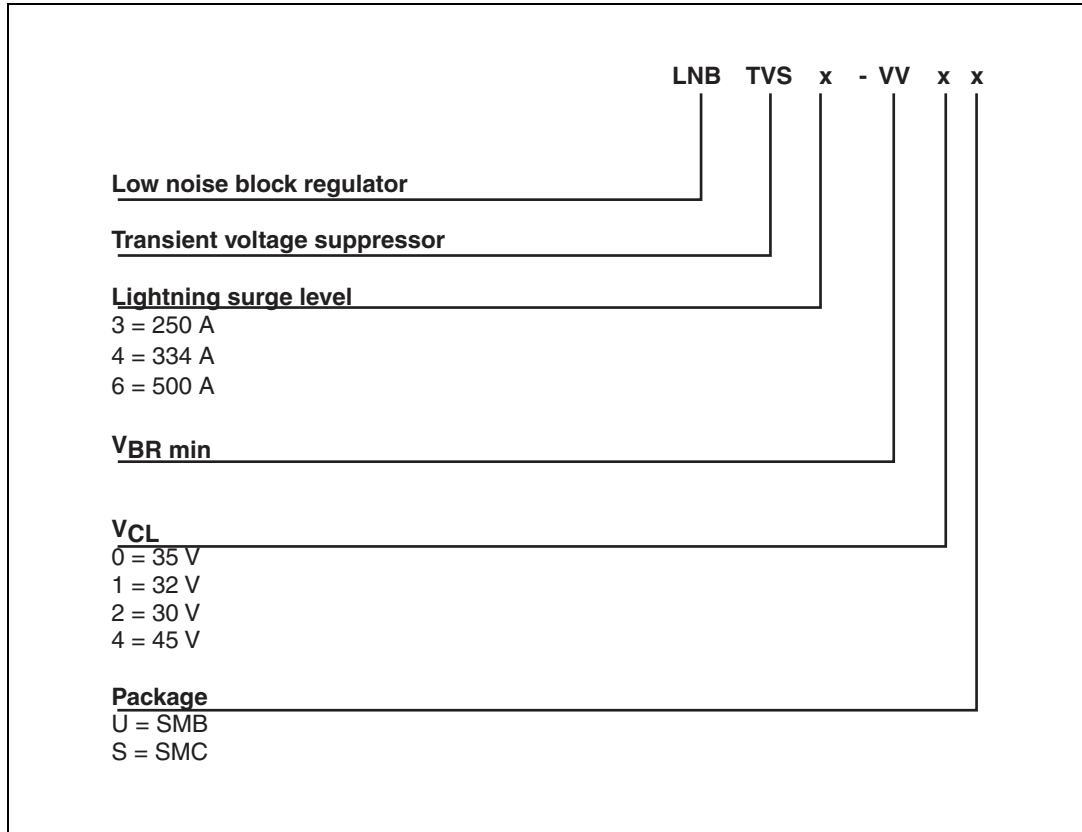 LNB TVS x - VV x x
Low noise block regulator
Transient voltage suppressor
Lightning surge level
3 = 250 A
4 = 334 A
6 = 500 A
VBR min
VCL
0 = 35 V
1 = 32 V
2 = 30 V
4 = 45 V
Package
U = SMB
S = SMC